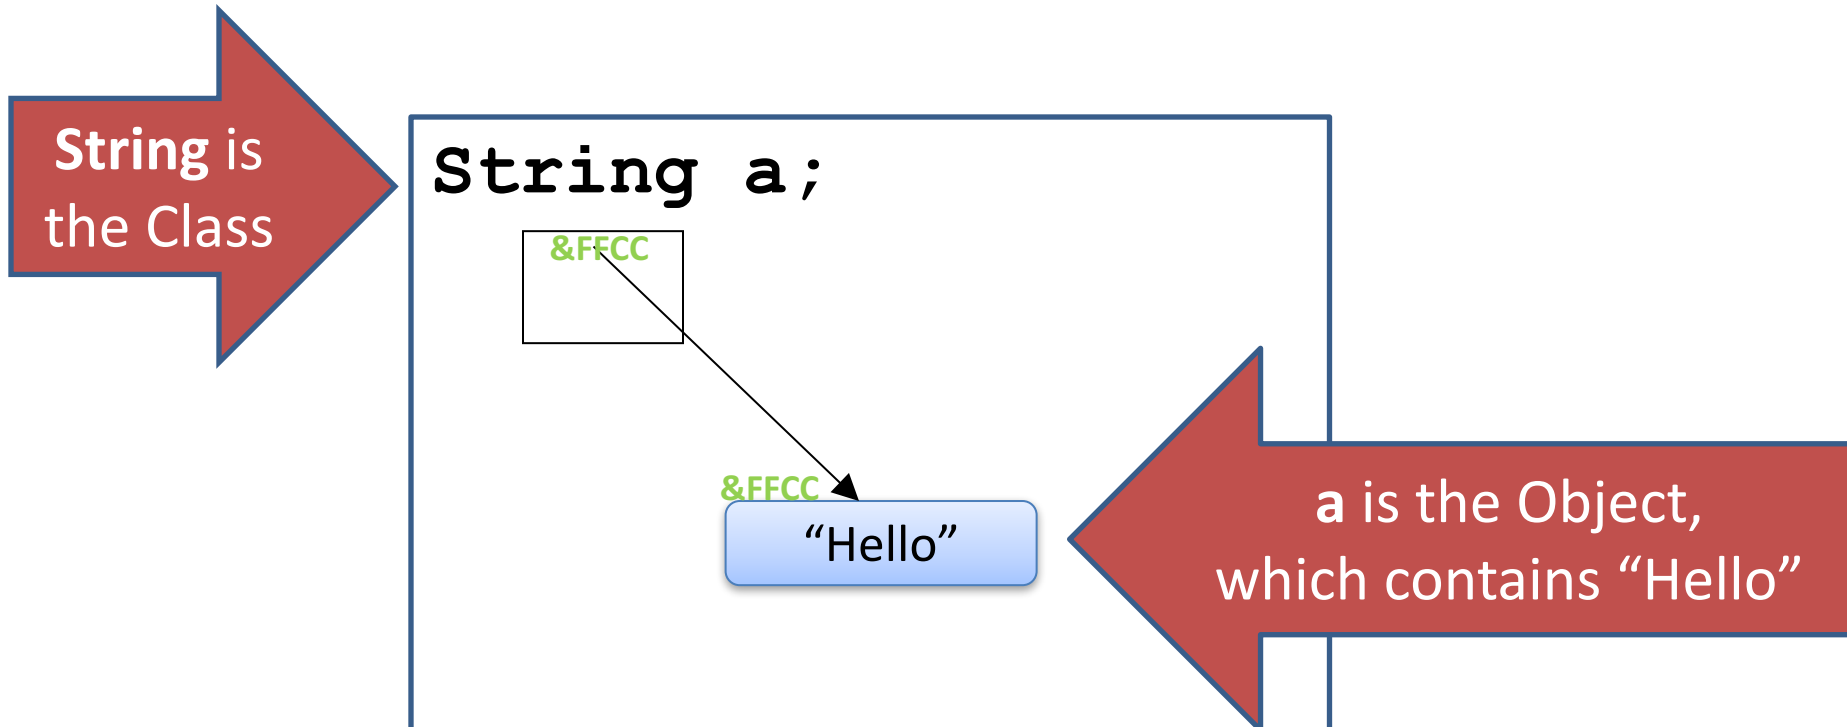 String is
the Class
String a;
&FFCC
&FFCC
“Hello”
a is the Object,
which contains “Hello”